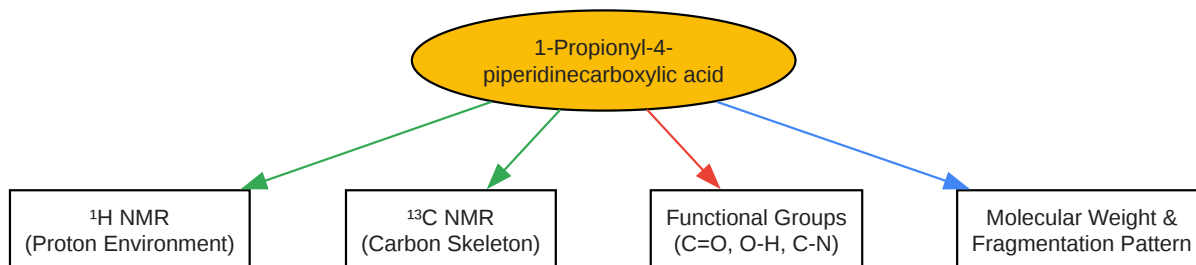 1-Propionyl-4-
piperidinecarboxylic acid
¹H NMR
(Proton Environment)
¹³C NMR
(Carbon Skeleton)
Functional Groups
(C=O, O-H, C-N)
Molecular Weight &
Fragmentation Pattern